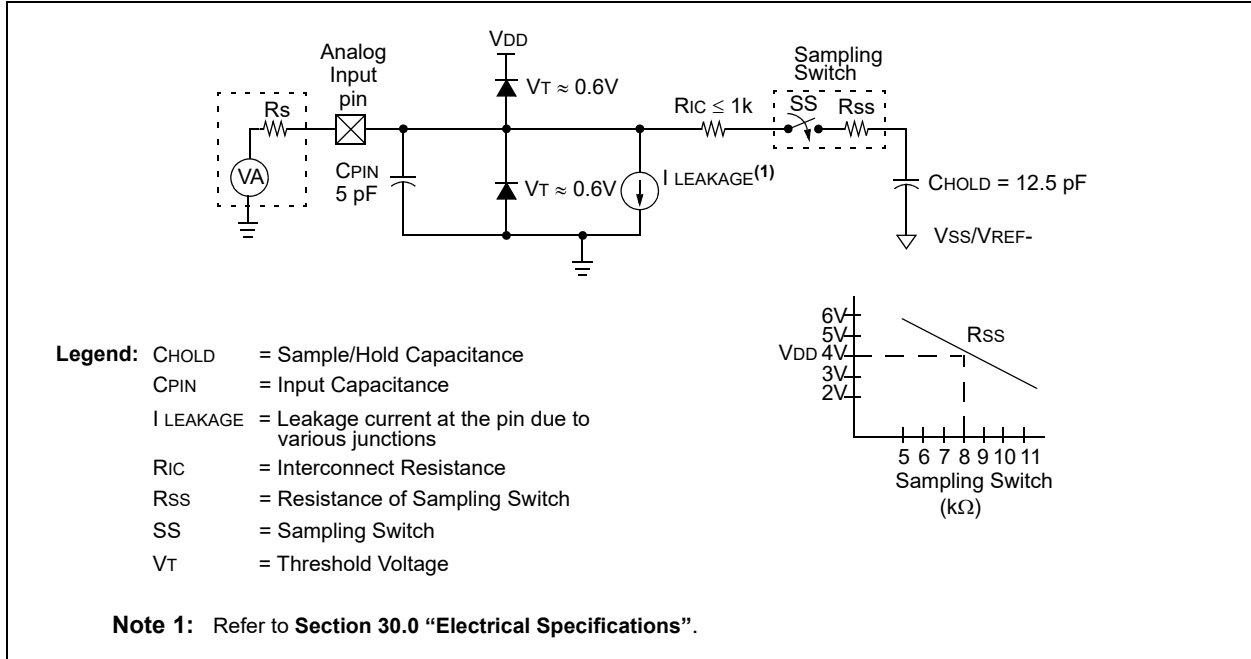 VDD
Analog
Input
pin
Sampling
Switch
VT ≈ 0.6V
Rs
RIC ≤ 1k
SS Rss
VA
CPIN
5 pF
VT ≈ 0.6V
I LEAKAGE(1)
CHOLD = 12.5 pF
VSS/VREF-
6V
5V
VDD 4V
3V
2V
RSS
5 6 7 8 9 10 11
Sampling Switch
(kΩ)
Legend: CHOLD = Sample/Hold Capacitance
CPIN = Input Capacitance
I LEAKAGE = Leakage current at the pin due to
various junctions
RIC = Interconnect Resistance
RSS = Resistance of Sampling Switch
SS = Sampling Switch
VT = Threshold Voltage
Note 1: Refer to Section 30.0 “Electrical Specifications”.